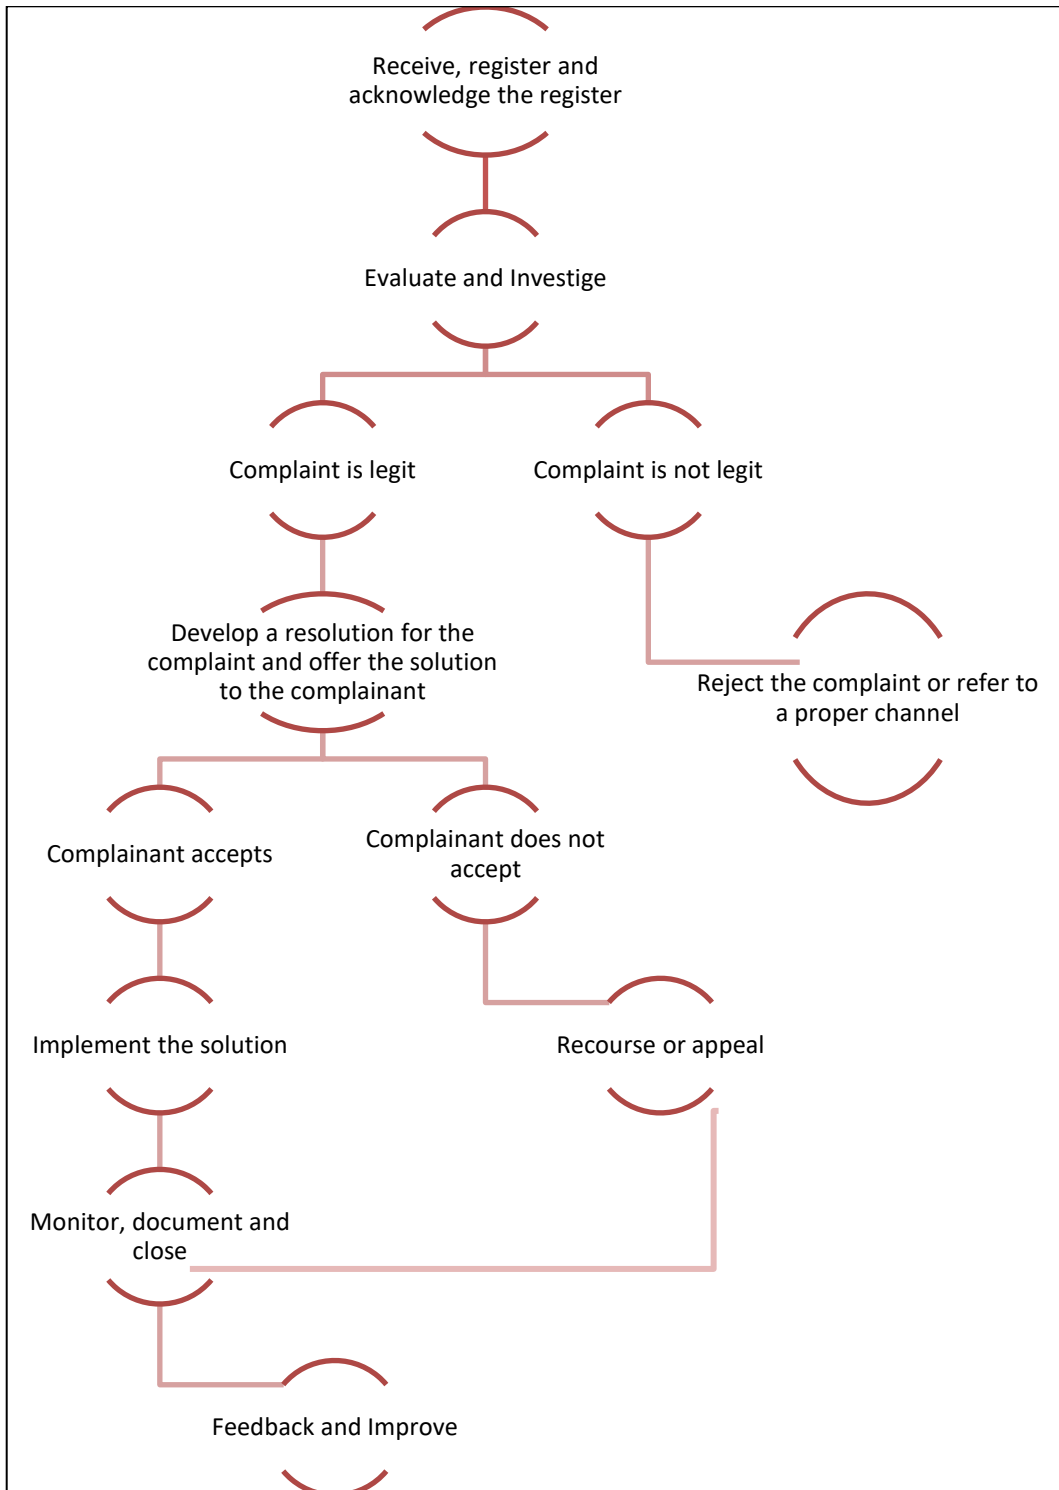 Receive, register and
acknowledge the register
Evaluate and Investige
Complaint is legit
Complaint is not legit
Develop a resolution for the
complaint and offer the solution
to the complainant
Reject the complaint or refer to
a proper channel
Complainant accepts
Complainant does not
accept
Implement the solution
Recourse or appeal
Monitor, document and
close
Feedback and Improve